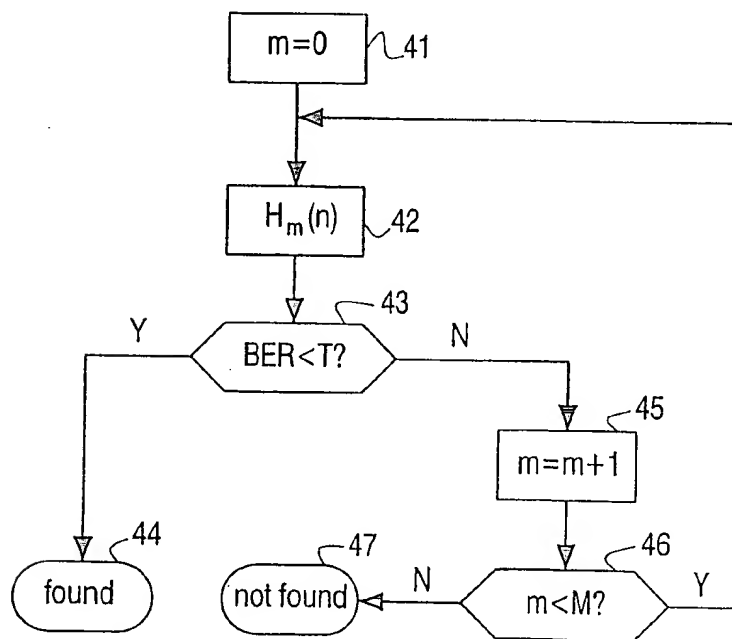 m=0
41
H_m(n)
42
43
Y
BER<T?
N
45
m=m+1
44
found
47
not found
N
46
m<M?
Y